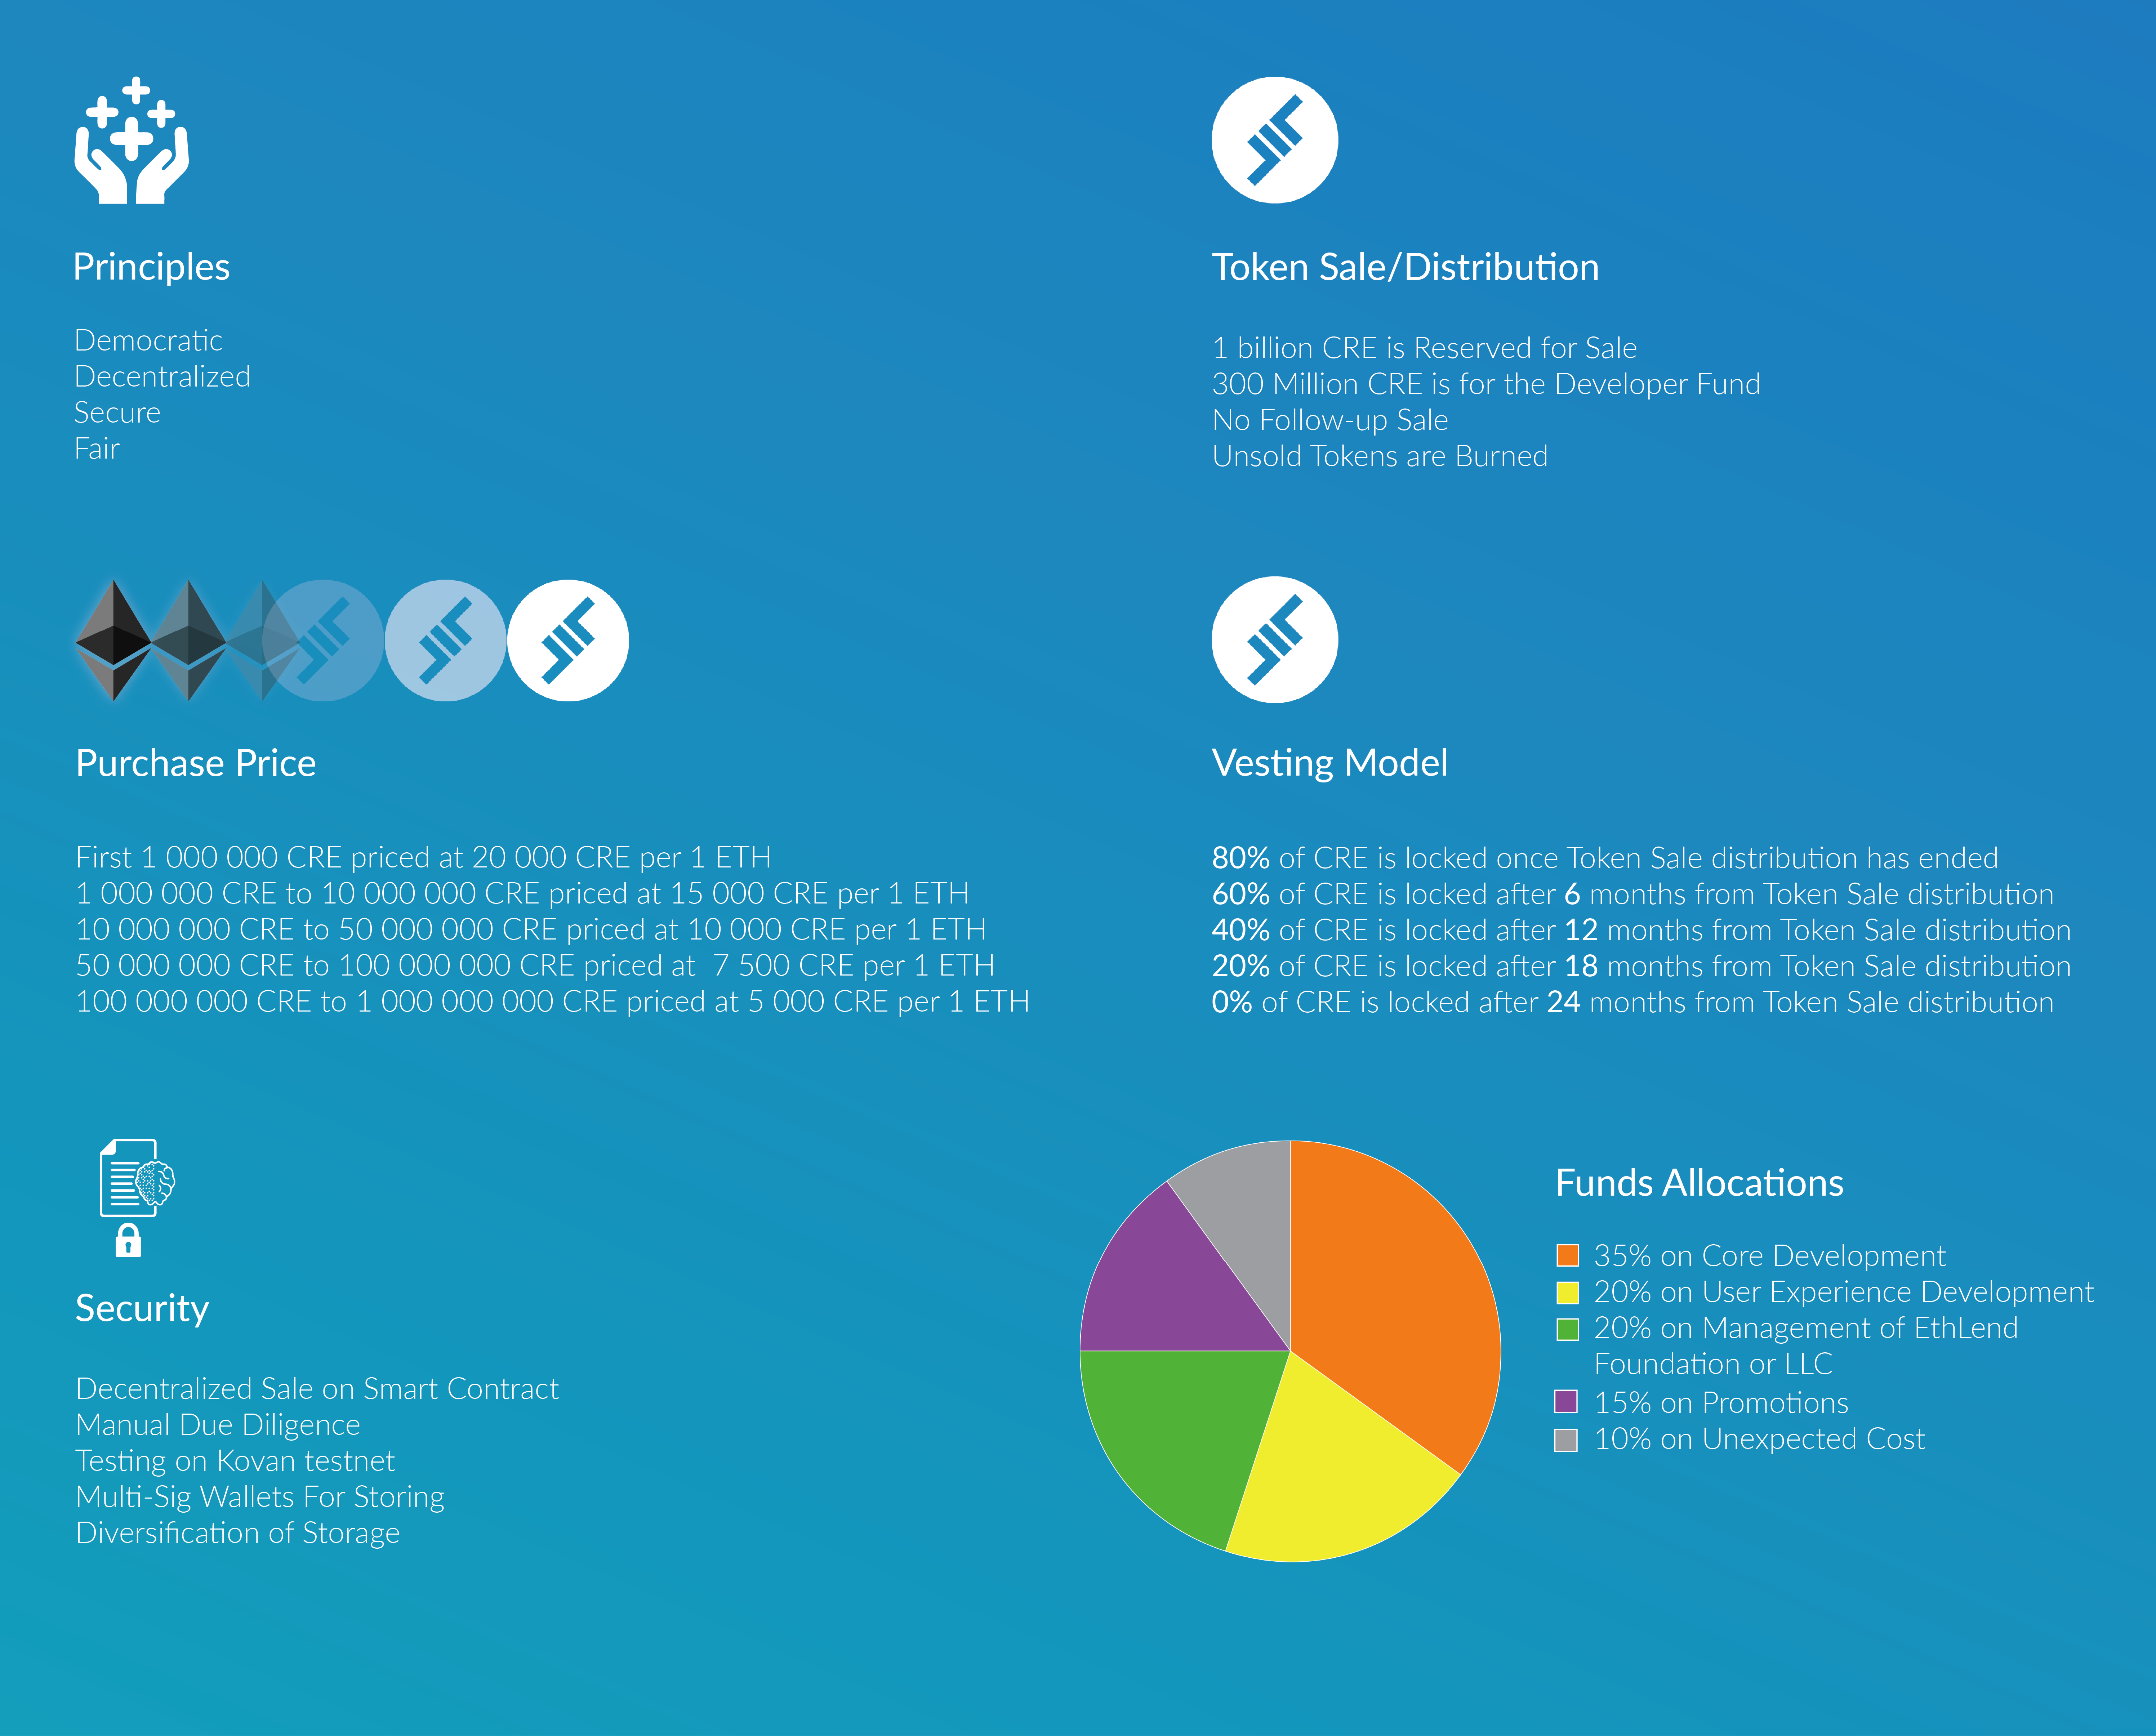 Principles
Democratic
Decentralized
Secure
Fair
Token Sale/Distribution
1 billion CRE is Reserved for Sale
300 Million CRE is for the Developer Fund
No Follow-up Sale
Unsold Tokens are Burned
Purchase Price
First 1 000 000 CRE priced at 20 000 CRE per 1 ETH
1 000 000 CRE to 10 000 000 CRE priced at 15 000 CRE per 1 ETH
10 000 000 CRE to 50 000 000 CRE priced at 10 000 CRE per 1 ETH
50 000 000 CRE to 100 000 000 CRE priced at  7 500 CRE per 1 ETH
100 000 000 CRE to 1 000 000 000 CRE priced at 5 000 CRE per 1 ETH
Vesting Model
80% of CRE is locked once Token Sale distribution has ended
60% of CRE is locked after 6 months from Token Sale distribution
40% of CRE is locked after 12 months from Token Sale distribution
20% of CRE is locked after 18 months from Token Sale distribution
0% of CRE is locked after 24 months from Token Sale distribution
Security
Decentralized Sale on Smart Contract
Manual Due Diligence
Testing on Kovan testnet
Multi-Sig Wallets For Storing
Diversification of Storage
Funds Allocations
35% on Core Development
20% on User Experience Development
20% on Management of EthLend
Foundation or LLC
15% on Promotions
10% on Unexpected Cost